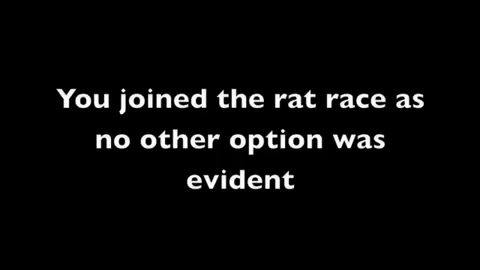 You joined the rat race as
no other option was
evident